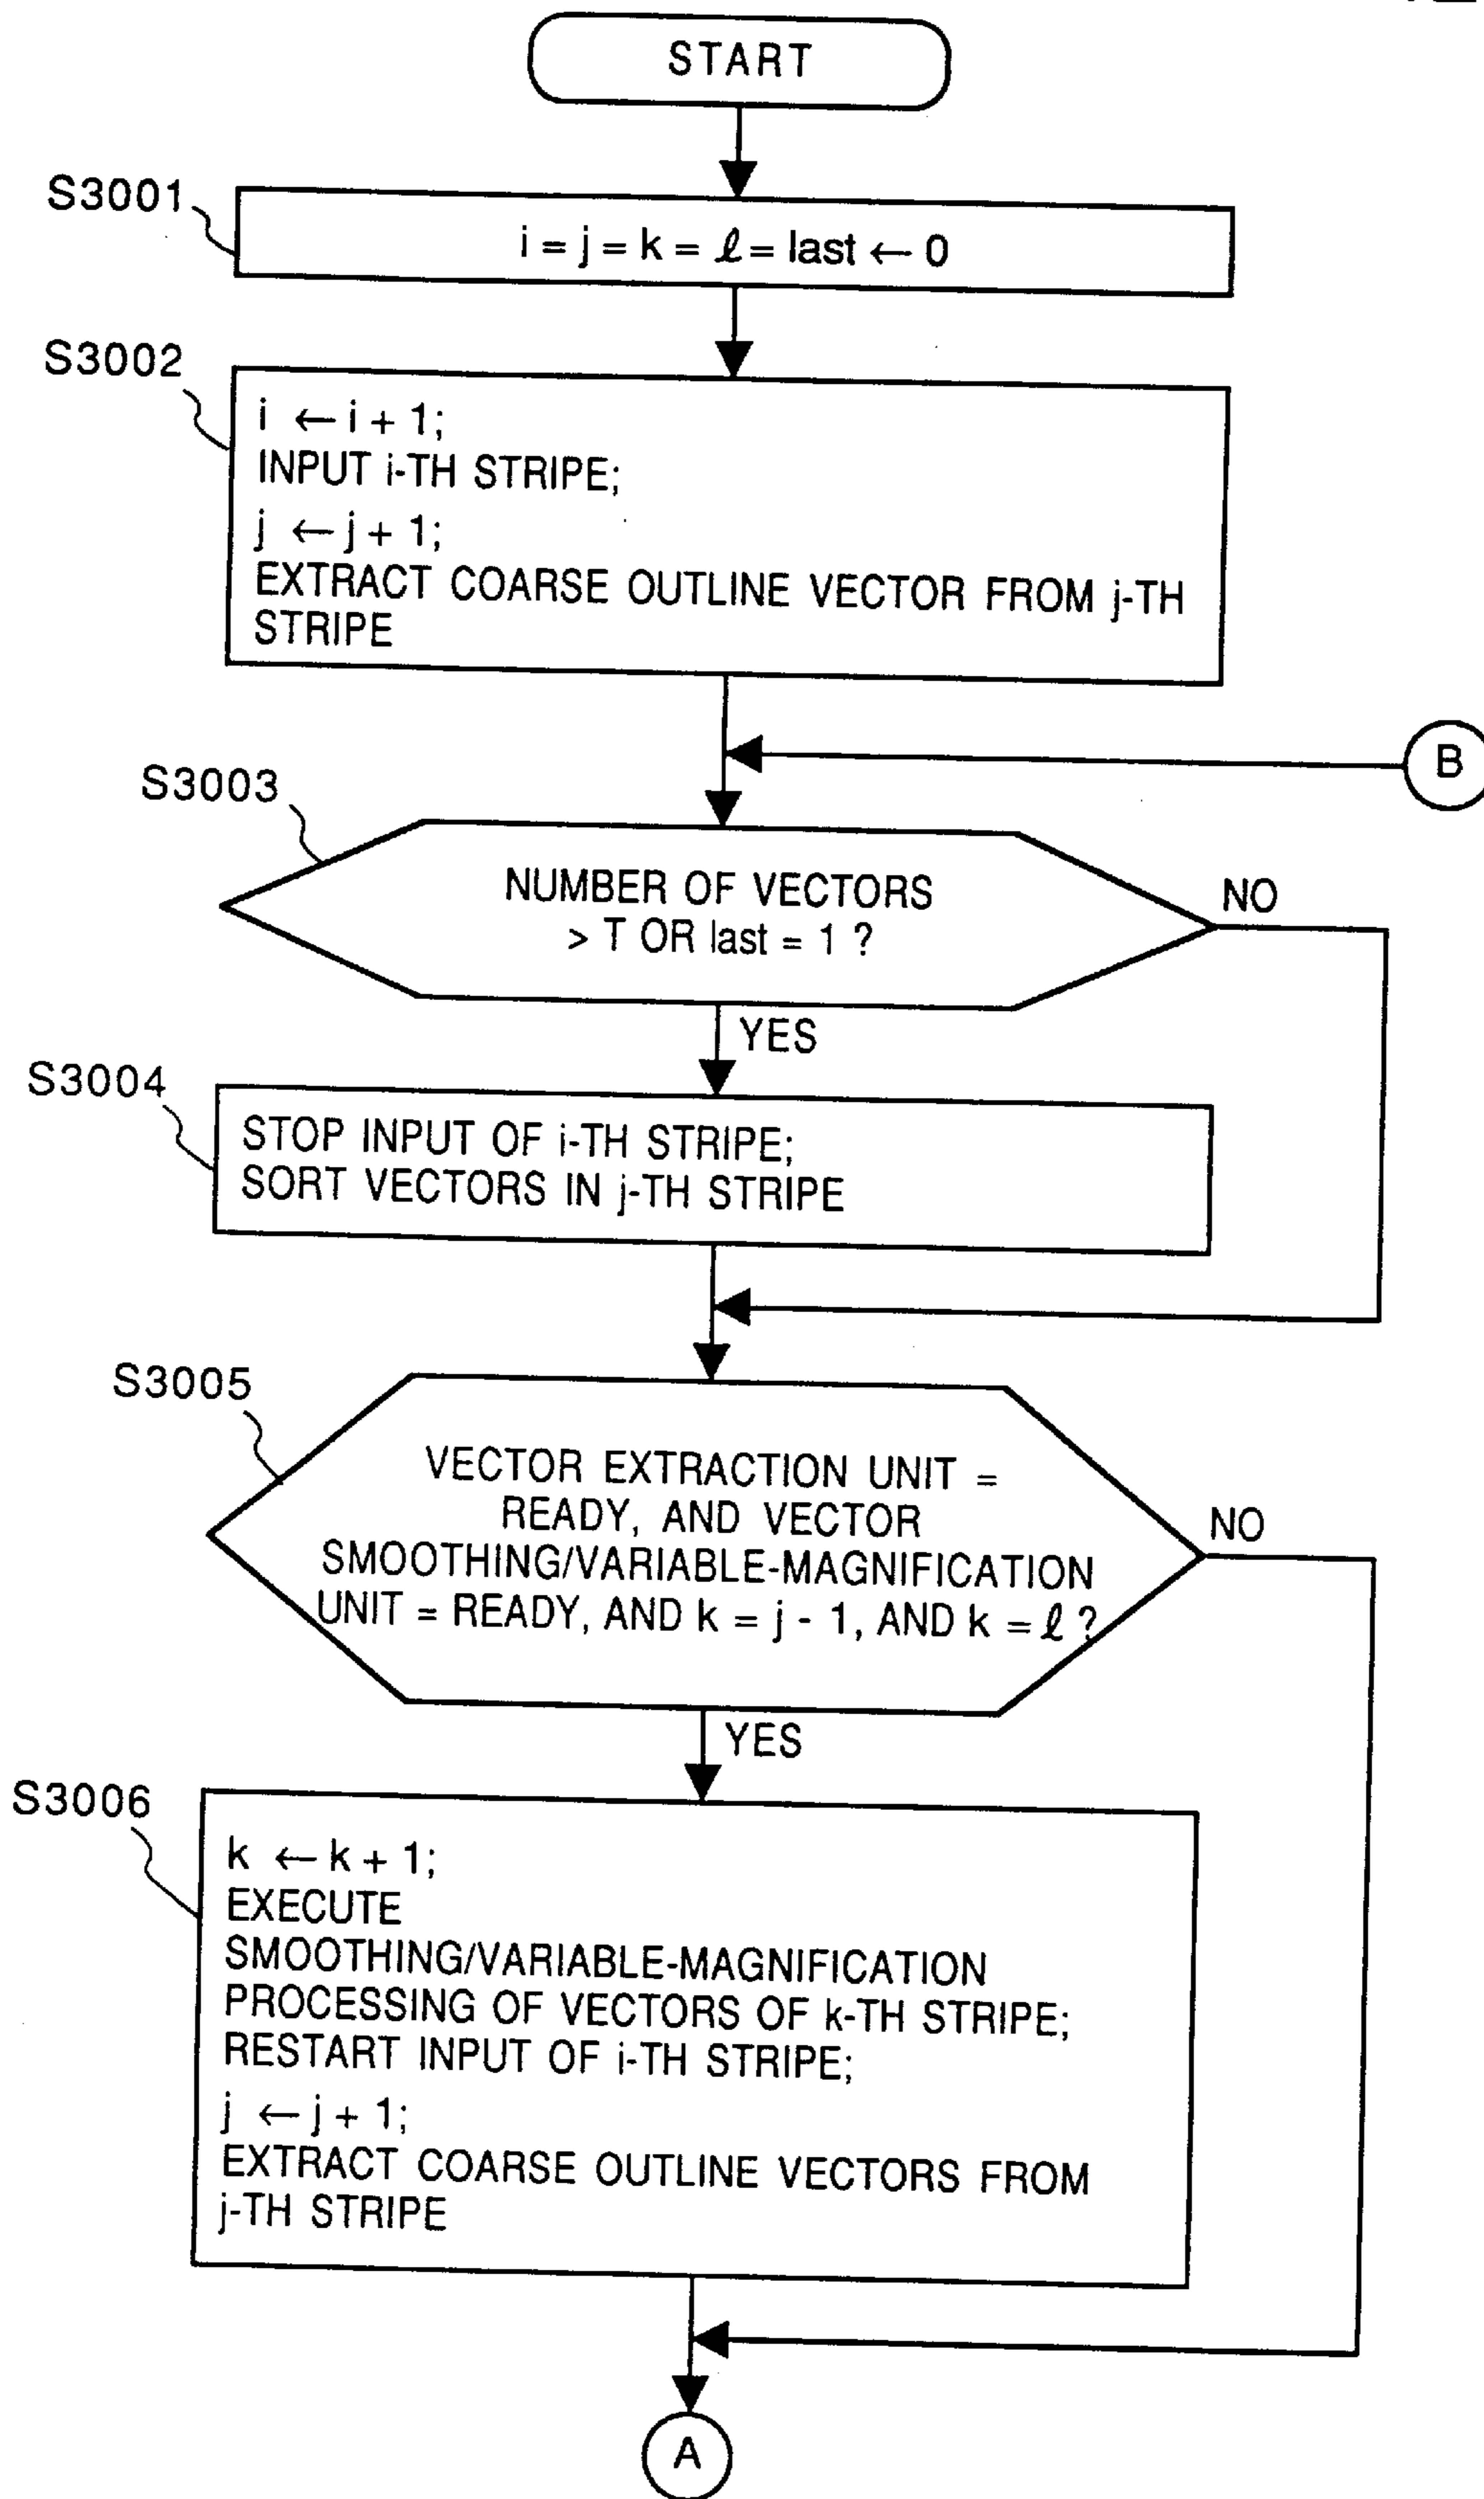 START
S3001
i = j = k = ℓ = last ← 0
S3002
i ← i + 1;
INPUT i-TH STRIPE;
j ← j + 1;
EXTRACT COARSE OUTLINE VECTOR FROM j-TH
STRIPE
B
S3003
NUMBER OF VECTORS
> T OR last = 1 ?
NO
YES
S3004
STOP INPUT OF i-TH STRIPE;
SORT VECTORS IN j-TH STRIPE
S3005
VECTOR EXTRACTION UNIT =
READY, AND VECTOR
SMOOTHING/VARIABLE-MAGNIFICATION
UNIT = READY, AND k = j - 1, AND k = ℓ ?
NO
YES
S3006
k ← k + 1;
EXECUTE
SMOOTHING/VARIABLE-MAGNIFICATION
PROCESSING OF VECTORS OF k-TH STRIPE;
RESTART INPUT OF i-TH STRIPE;
j ← j + 1;
EXTRACT COARSE OUTLINE VECTORS FROM
j-TH STRIPE
A